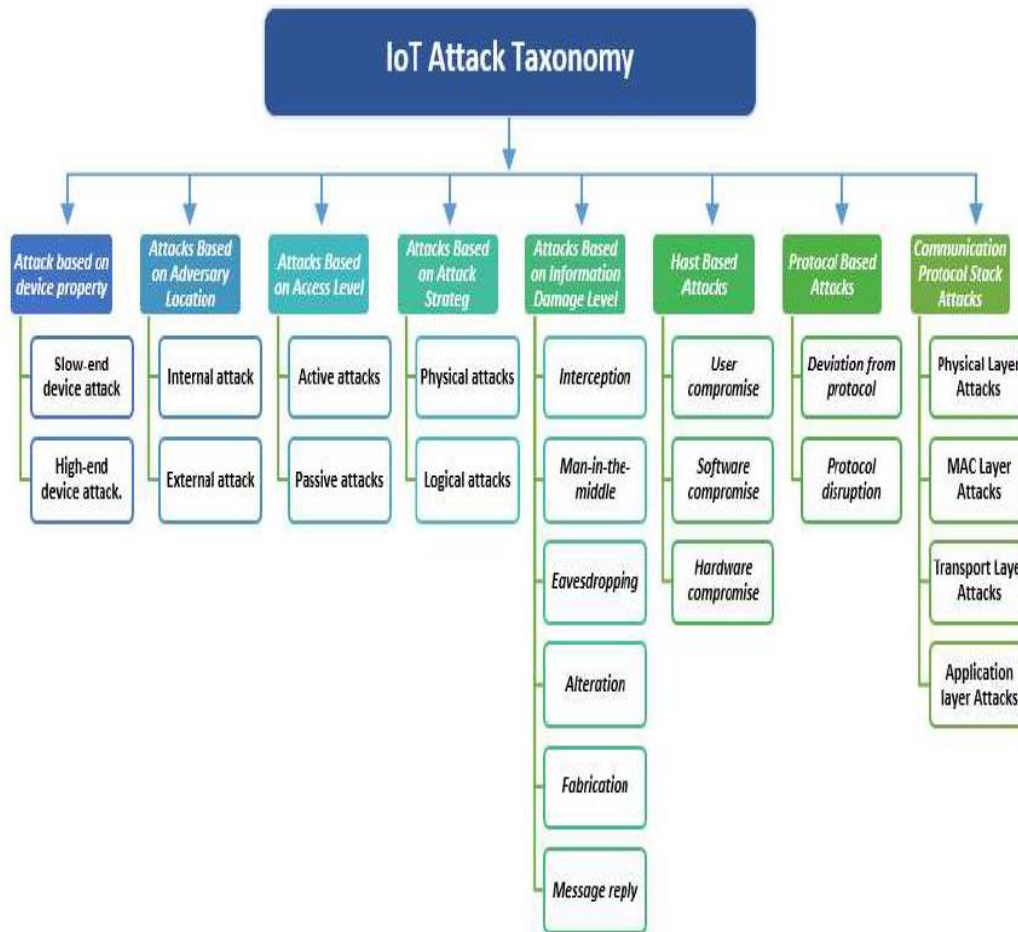 IoT Attack Taxonomy
Attack based on
device property
Slow-end
device attack
High-end
device attack.
Attacks Based
on Adversary
Location
Internal attack
External attack
Attacks Based
on Access Level
Active attacks
Passive attacks
Attacks Based
on Attack
Strateg
Physical attacks
Logical attacks
Attacks Based
on Information
Damage Level
Interception
Man-in-the-
middle
Eavesdropping
Alteration
Fabrication
Message reply
Host Based
Attacks
User
compromise
Software
compromise
Hardware
compromise
Protocol Based
Attacks
Deviation from
protocol
Protocol
disruption
Communication
Protocol Stack
Attacks
Physical Layer
Attacks
MAC Layer
Attacks
Transport Laye
Attacks
Application
layer Attacks